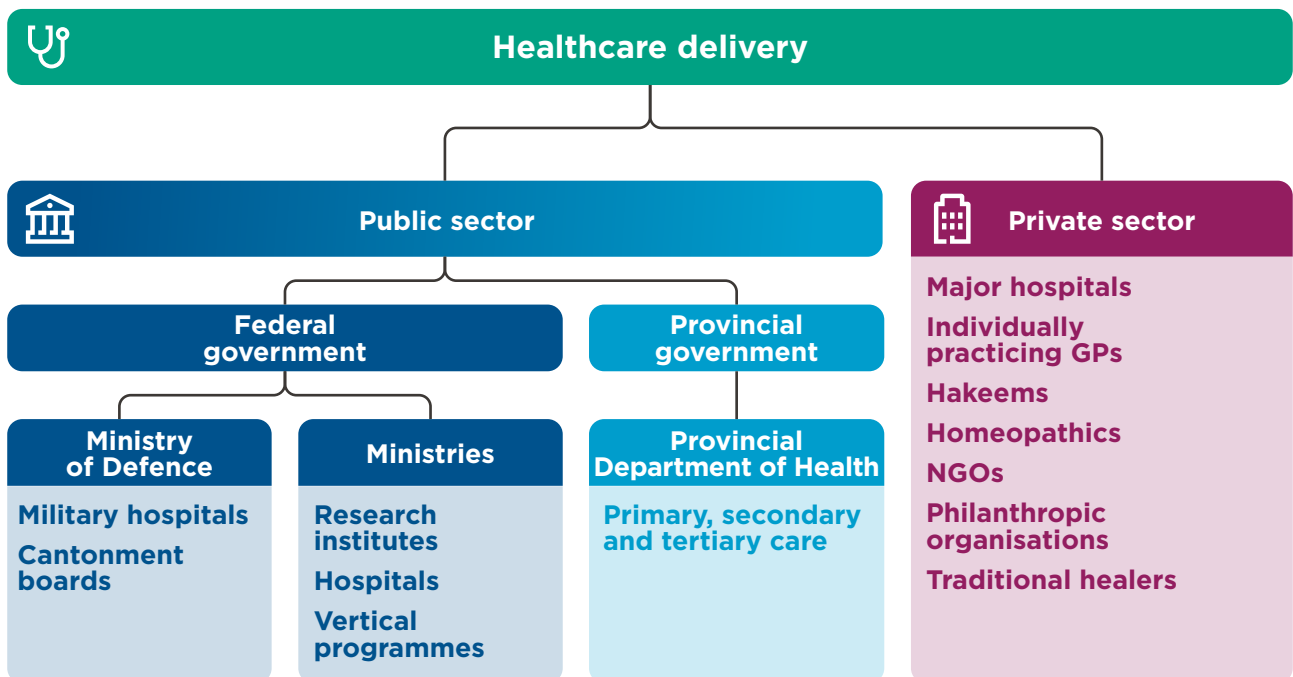 Healthcare delivery
Public sector
Private sector
Federal
government
Provincial
government
Ministry
of Defence
Military hospitals
Cantonment
boards
Ministries
Research
institutes
Hospitals
Vertical
programmes
Provincial
Department of Health
Primary, secondary
and tertiary care
Major hospitals
Individually
practicing GPs
Hakeems
Homeopathics
NGOs
Philanthropic
organisations
Traditional healers